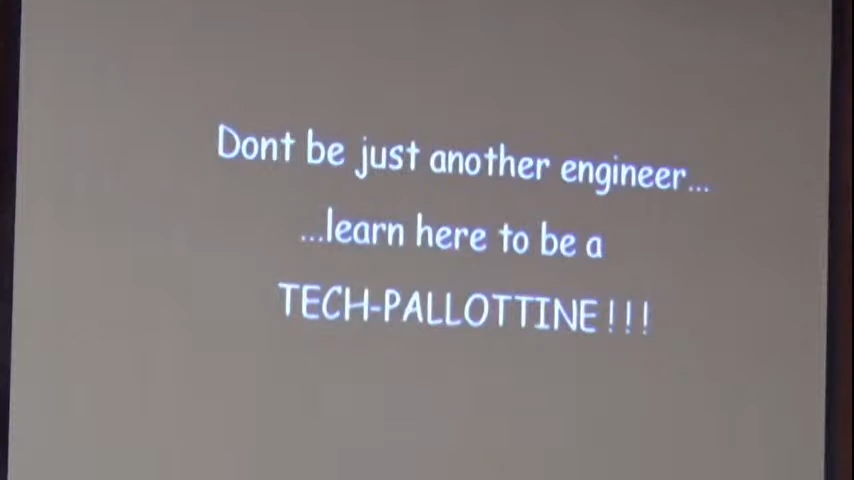 Dont be just another engineer...
...learn here to be a
TECH-PALLOTTINE!!!